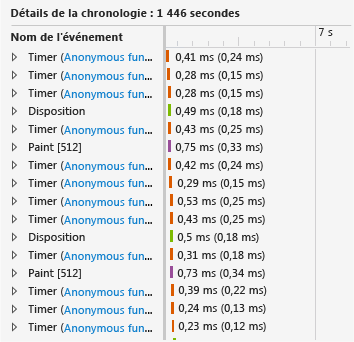 Détails de la chronologie : 1 446 secondes
7 s
Nom de l'événement
Timer (Anonymous fun... 0,41 ms (0,24 ms)
Timer (Anonymous fun... 0,28 ms (0,15 ms)
Timer (Anonymous fun... 0,28 ms (0,15 ms)
Disposition 0,49 ms (0,18 ms)
Timer (Anonymous fun... 0,43 ms (0,25 ms)
Paint [512] 0,75 ms (0,33 ms)
Timer (Anonymous fun... 0,42 ms (0,24 ms)
Timer (Anonymous fun... 0,29 ms (0,15 ms)
Timer (Anonymous fun... 0,53 ms (0,25 ms)
Timer (Anonymous fun... 0,43 ms (0,25 ms)
Disposition 0,5 ms (0,18 ms)
Timer (Anonymous fun... 0,31 ms (0,18 ms)
Paint [512] 0,73 ms (0,34 ms)
Timer (Anonymous fun... 0,39 ms (0,22 ms)
Timer (Anonymous fun... 0,24 ms (0,13 ms)
Timer (Anonymous fun... 0,23 ms (0,12 ms)